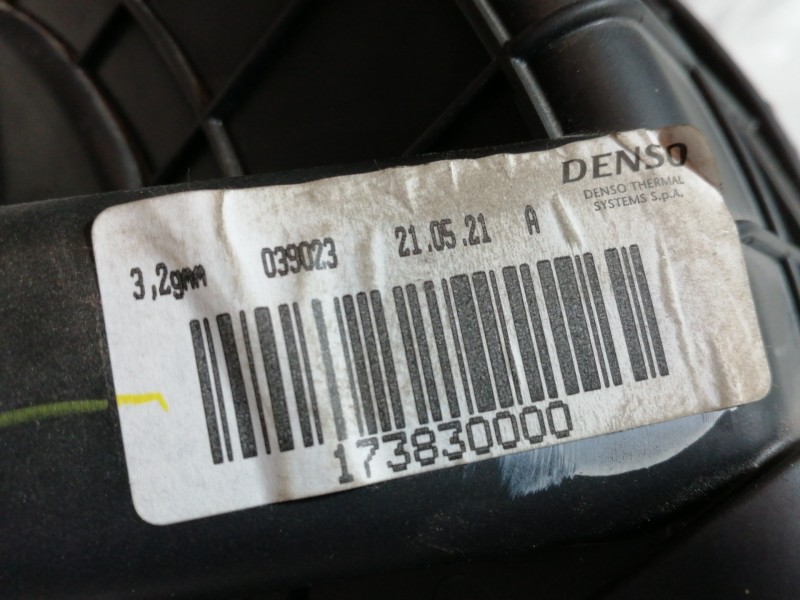 DENSO
DENSO THERMAL
SYSTEMS S.p.A.
3,2gmm 039023 21.05.21 A
173830000